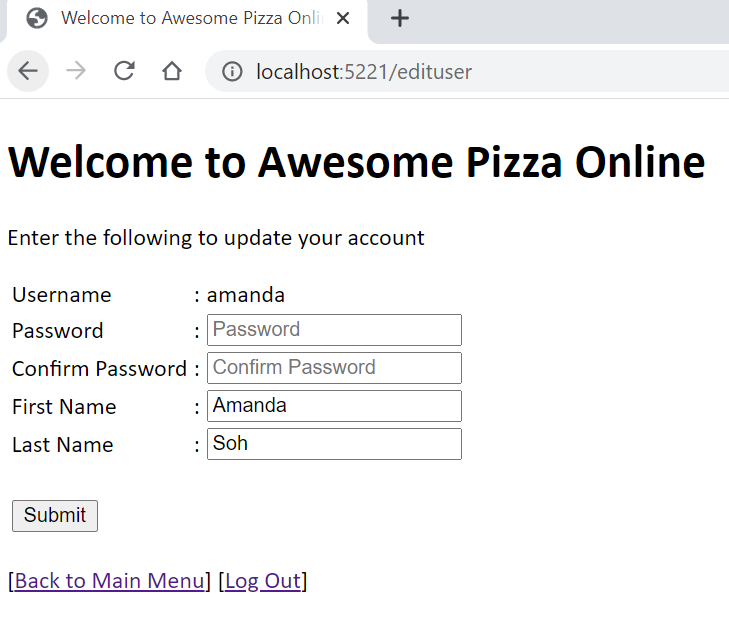 Welcome to Awesome Pizza Onli
localhost:5221/edituser
Welcome to Awesome Pizza Online
Enter the following to update your account
Username : amanda
Password : Password
Confirm Password : Confirm Password
First Name : Amanda
Last Name : Soh
Submit
[Back to Main Menu] [Log Out]